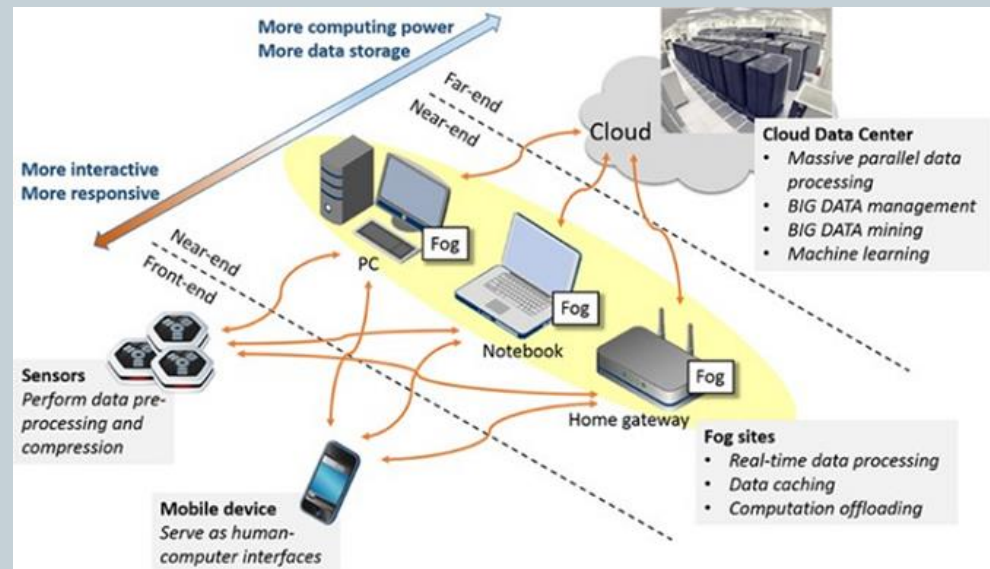 More computing power
More data storage
Far-end
Near-end
Cloud
Cloud Data Center
• Massive parallel data
processing
• BIG DATA management
• BIG DATA mining
• Machine learning
More interactive
More responsive
Near-end
Front-end
PC
Fog
Notebook
Fog
Home gateway
Fog
Sensors
Perform data pre-
processing and
compression
Mobile device
Serve as human-
computer interfaces
Fog sites
• Real-time data processing
• Data caching
• Computation offloading